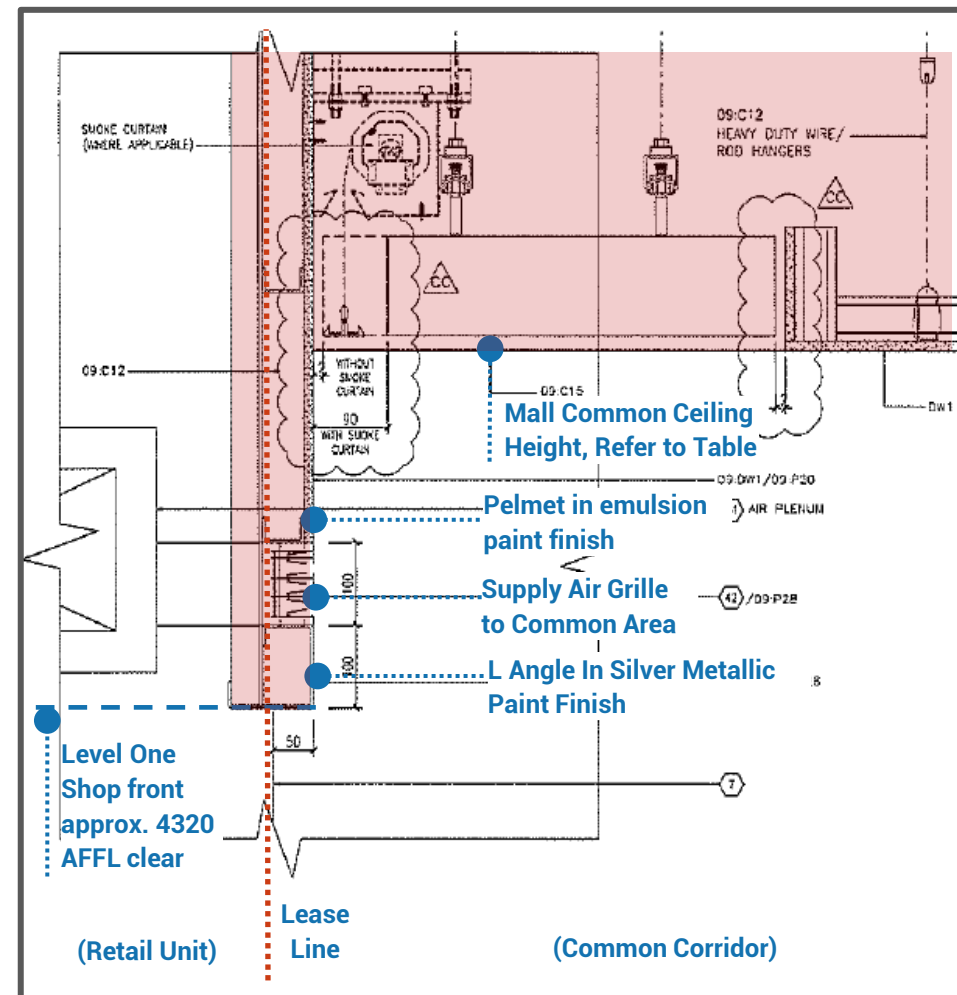 SMOKE CURTAIN
(WHERE APPLICABLE)
09:C12
HEAVY DUTY WIRE/
ROD HANGERS
CC
CC
09:C12
WITHOUT
SMOKE
CURTAIN
90
WITH SMOKE
CURTAIN
09:C15
2
DW1
Mall Common Ceiling
Height, Refer to Table
09:DW1/09:P20
Pelmet in emulsion
paint finish
AIR PLENUM
100
Supply Air Grille
to Common Area
42 /09:P28
100
L Angle In Silver Metallic
Paint Finish
50
Level One
Shop front
approx. 4320
AFFL clear
7
Lease
Line
(Retail Unit)
(Common Corridor)